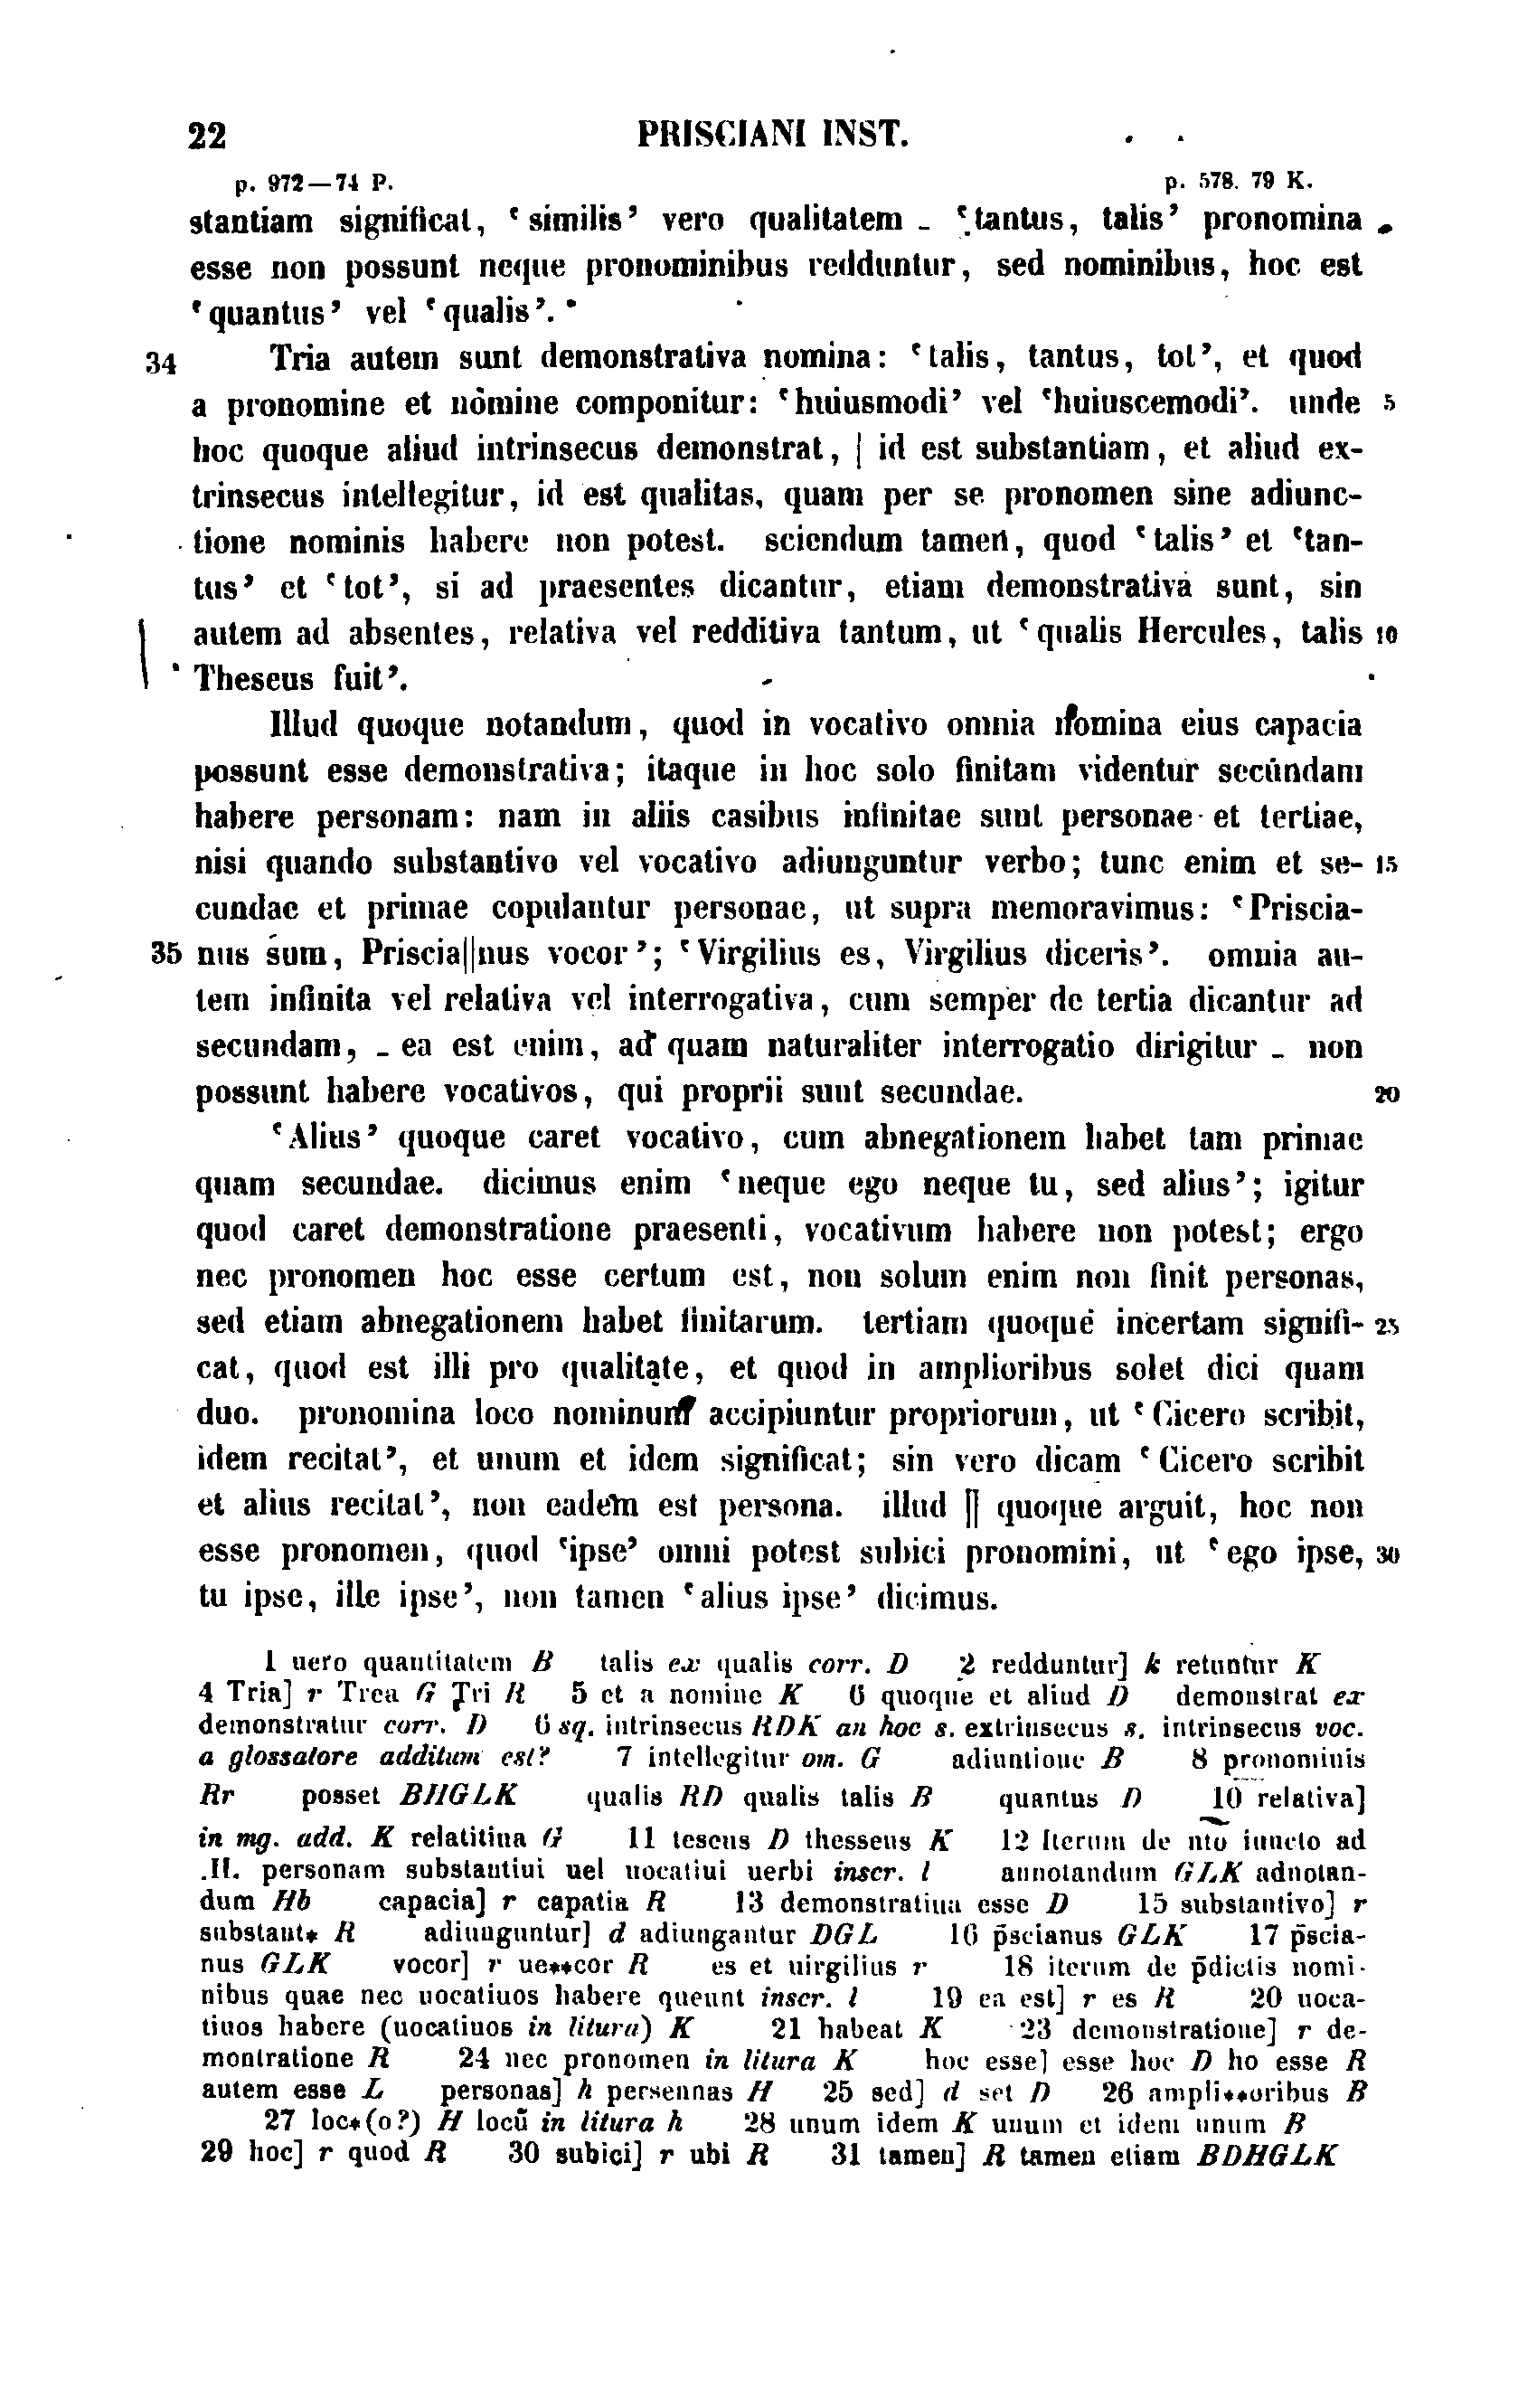 22 PRISCIANI INST.
p. 972—74 P. p. 578. 79 K.
stantiam significat, ‘similis’ vero qualitatem _ ‘tantus, talis’ pronomina
esse non possunt neque pronominibus redduntur, sed nominibus, hoc est
‘quantus’ vel ‘qualis’.
34 Tria autem sunt demonstrativa nomina: ‘talis, tantus, tot’, et quod
a pronomine et nomine componitur: ‘huiusmodi’ vel ‘huiuscemodi’. unde 5
hoc quoque aliud intrinsecus demonstrat, | id est substantiam, et aliud ex-
trinsecus intellegitur, id est qualitas, quam per se pronomen sine adiunc-
tione nominis habere non potest. sciendum tamen, quod ‘talis’ et ‘tan-
tus’ et ‘tot’, si ad praesentes dicantur, etiam demonstrativa sunt, sin
autem ad absentes, relativa vel redditiva tantum, ut ‘qualis Hercules, talis 10
Theseus fuit’.
Illud quoque notandum, quod in vocativo omnia nomina eius capacia
possunt esse demonstrativa; itaque in hoc solo finitam videntur secundam
habere personam: nam in aliis casibus infinitae sunt personae et tertiae,
nisi quando substantivo vel vocativo adiunguntur verbo; tunc enim et se- 15
cundae et primae copulantur personae, ut supra memoravimus: ‘Priscia-
35 nus sum, Priscia||nus vocor’; ‘Virgilius es, Virgilius diceris’. omnia au-
tem infinita vel relativa vel interrogativa, cum semper de tertia dicantur ad
secundam, _ ea est enim, ad quam naturaliter interrogatio dirigitur _ non
possunt habere vocativos, qui proprii sunt secundae. 20
‘Alius’ quoque caret vocativo, cum abnegationem habet tam primae
quam secundae. dicimus enim ‘neque ego neque tu, sed alius’; igitur
quod caret demonstratione praesenti, vocativum habere non potest; ergo
nec pronomen hoc esse certum est, non solum enim non finit personas,
sed etiam abnegationem habet finitarum. tertiam quoque incertam signifi- 25
cat, quod est illi pro qualitate, et quod in amplioribus solet dici quam
duo. pronomina loco nominum accipiuntur propriorum, ut ‘Cicero scribit,
idem recitat’, et unum et idem significat; sin vero dicam ‘Cicero scribit
et alius recitat’, non eadem est persona. illud || quoque arguit, hoc non
esse pronomen, quod ‘ipse’ omni potest subici pronomini, ut ‘ego ipse, 30
tu ipse, ille ipse’, non tamen ‘alius ipse’ dicimus.
1 uero quantitatem B talis ex qualis corr. D 2 redduntur] k retuntur K
4 Tria] r Trea G Tri R 5 et a nomine K 6 quoque et aliud D demonstrat ex
demonstratur corr. D 6 sq. intrinsecus RDK an hoc s. extrinsecus s. intrinsecus voc.
a glossatore additum est? 7 intellegitur om. G adiuntione B 8 pronominis
Rr posset BHGLK qualis RD qualis talis B quantus D 10 relativa]
in mg. add. K relatitiua G 11 teseus D thesseus K 12 Iterum de nto iuncto ad
.II. personam substantiui uel uocatiui uerbi inscr. l annotandum GLK adnotan-
dum Hb capacia] r capatia R 13 demonstratiua esse D 15 substantivo] r
substant* R adiunguntur] d adiungantur DGL 16 p̄scianus GLK 17 p̄scia-
nus GLK vocor] r ue**cor R es et uirgilius r 18 iterum de p̄dictis nomi-
nibus quae nec uocatiuos habere queunt inscr. l 19 ea est] r es R 20 uoca-
tiuos habere (uocatiuos in litura) K 21 habeat K 23 demonstratione] r de-
montratione R 24 nec pronomen in litura K hoc esse] esse hoc D ho esse R
autem esse L personas] h persennas H 25 sed] d set D 26 ampli**oribus B
27 loc*(o?) H locū in litura h 28 unum idem K unum et idem unum B
29 hoc] r quod R 30 subici] r ubi R 31 tamen] R tamen etiam BDHGLK